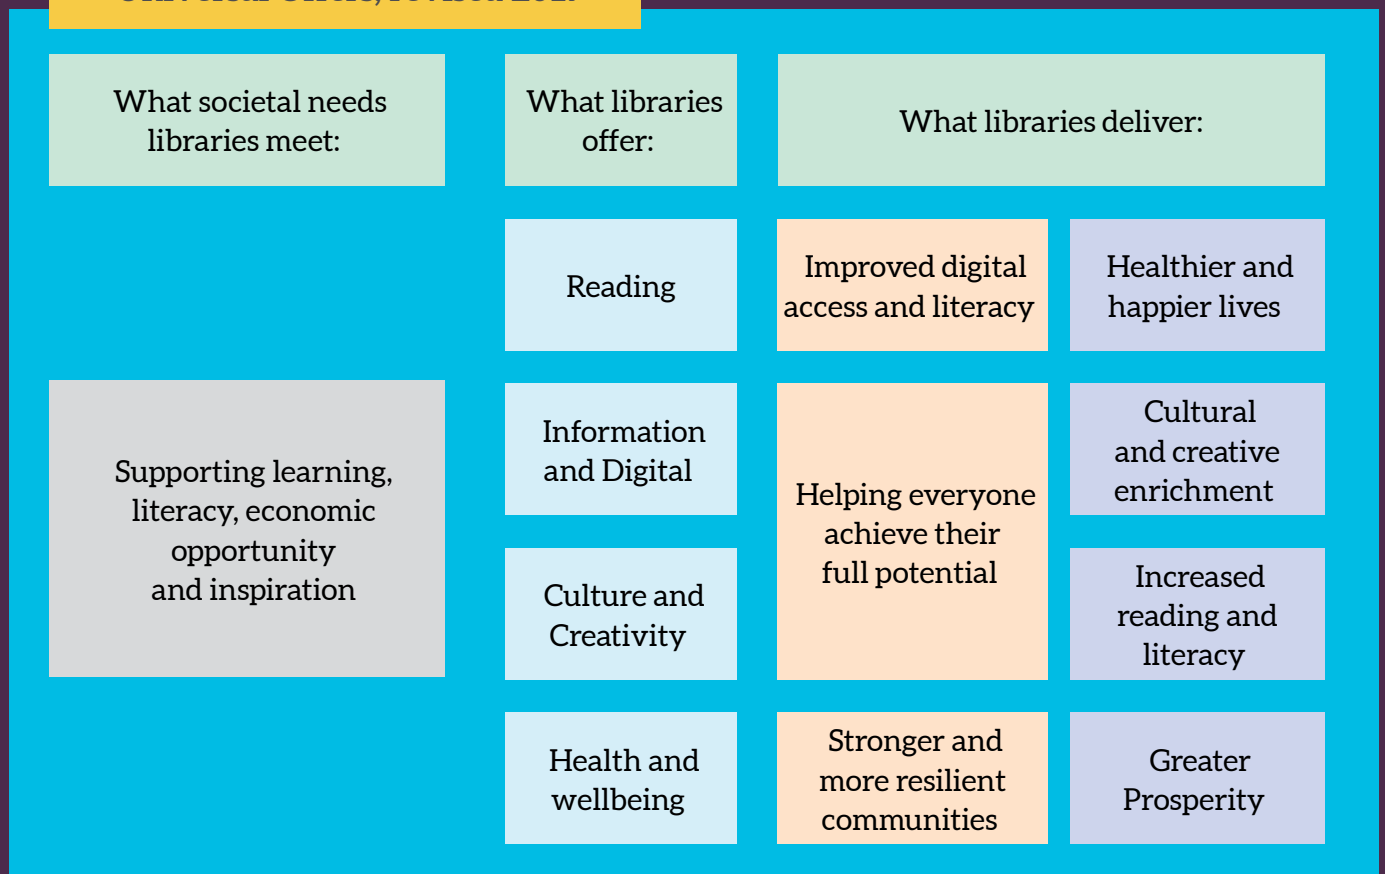 What societal needs
libraries meet:
What libraries
offer:
What libraries deliver:
Reading
Improved digital
access and literacy
Healthier and
happier lives
Supporting learning,
literacy, economic
opportunity
and inspiration
Information
and Digital
Helping everyone
achieve their
full potential
Cultural
and creative
enrichment
Culture and
Creativity
Increased
reading and
literacy
Health and
wellbeing
Stronger and
more resilient
communities
Greater
Prosperity